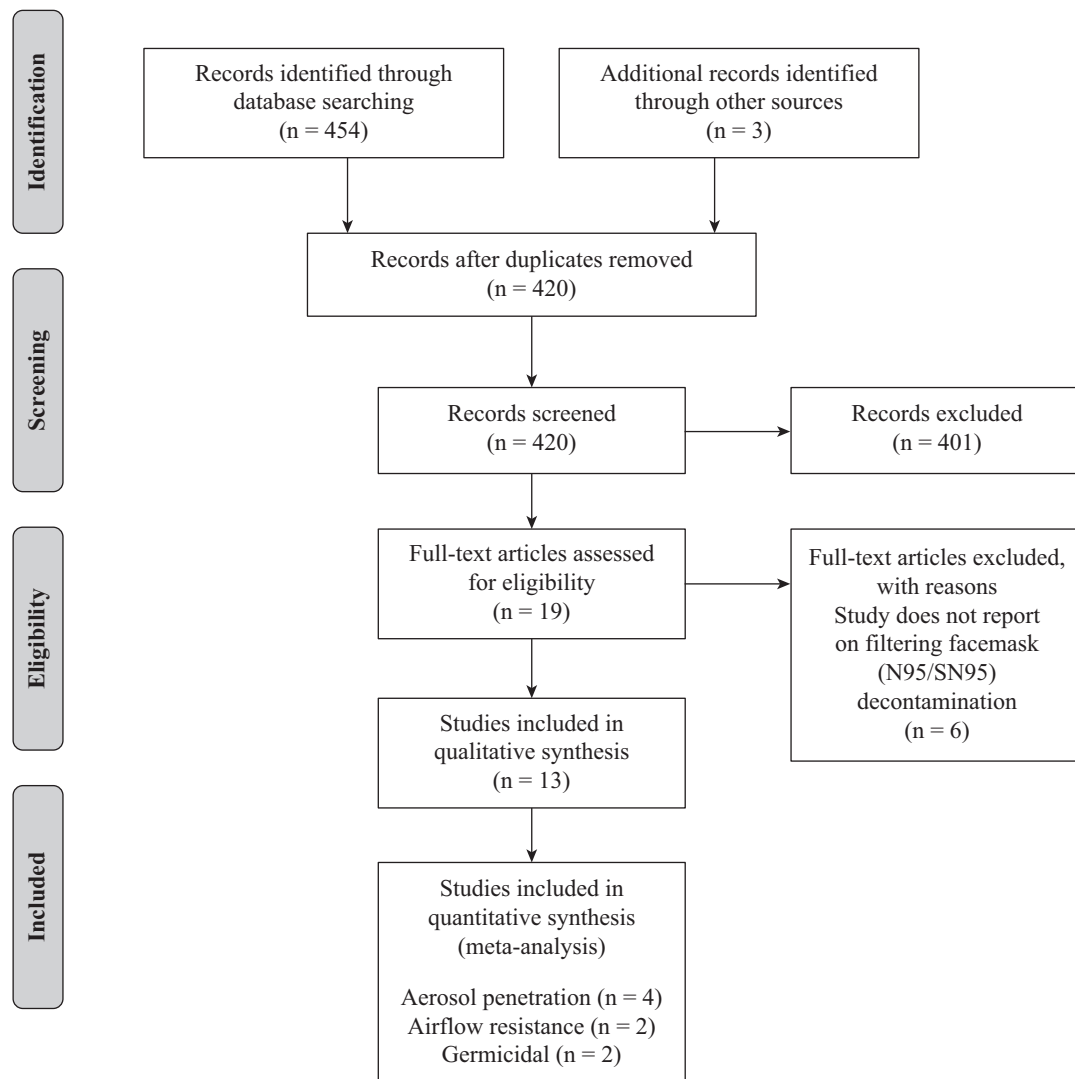 Identification
Records identified through
database searching
(n = 454)
Additional records identified
through other sources
(n = 3)
Records after duplicates removed
(n = 420)
Screening
Records screened
(n = 420)
Records excluded
(n = 401)
Eligibility
Full-text articles assessed
for eligibility
(n = 19)
Full-text articles excluded,
with reasons
Study does not report
on filtering facemask
(N95/SN95)
decontamination
(n = 6)
Studies included in
qualitative synthesis
(n = 13)
Included
Studies included in
quantitative synthesis
(meta-analysis)
Aerosol penetration (n = 4)
Airflow resistance (n = 2)
Germicidal (n = 2)